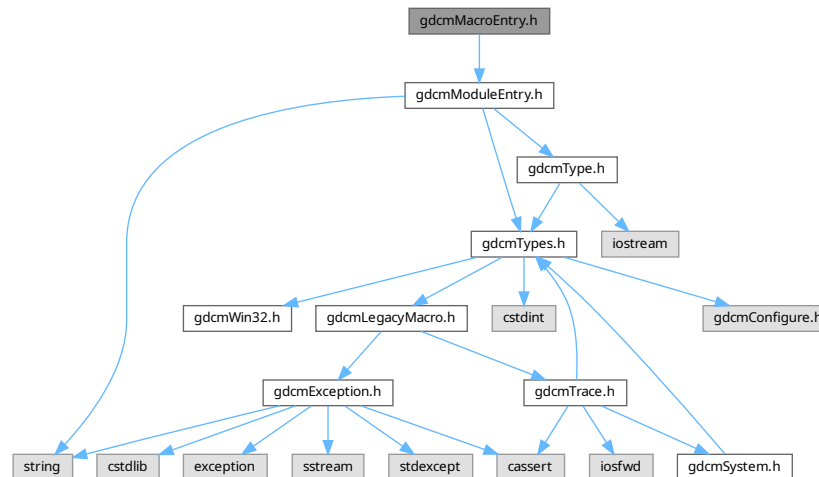 gdcmMacroEntry.h
gdcmModuleEntry.h
gdcmType.h
gdcmTypes.h
iostream
gdcmWin32.h
gdcmLegacyMacro.h
cstdint
gdcmConfigure.h
gdcmException.h
gdcmTrace.h
string
cstdlib
exception
sstream
stdexcept
cassert
iosfwd
gdcmSystem.h